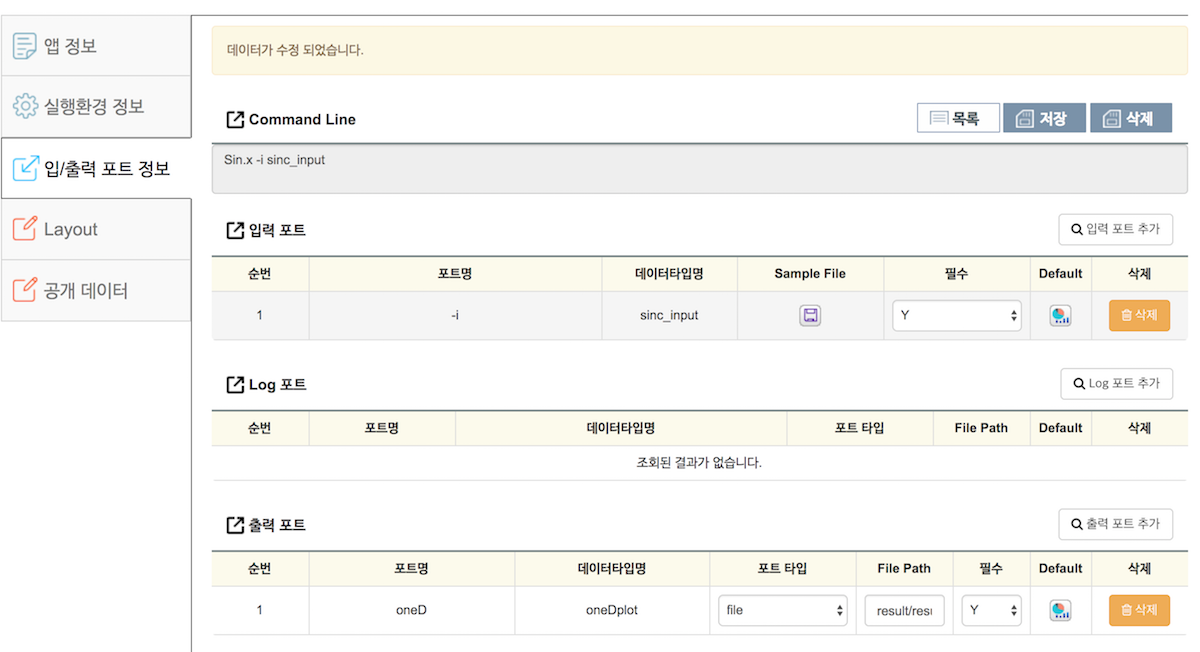 앱 정보
실행환경 정보
입/출력 포트 정보
Layout
공개 데이터
데이터가 수정 되었습니다.
Command Line
목록 저장 삭제
Sin.x -i sinc_input
입력 포트
입력 포트 추가
순번 포트명 데이터타입명 Sample File 필수 Default 삭제
1 -i sinc_input Y 삭제
Log 포트
Log 포트 추가
순번 포트명 데이터타입명 포트 타입 File Path Default 삭제
조회된 결과가 없습니다.
출력 포트
출력 포트 추가
순번 포트명 데이터타입명 포트 타입 File Path 필수 Default 삭제
1 oneD oneDplot file Y 삭제